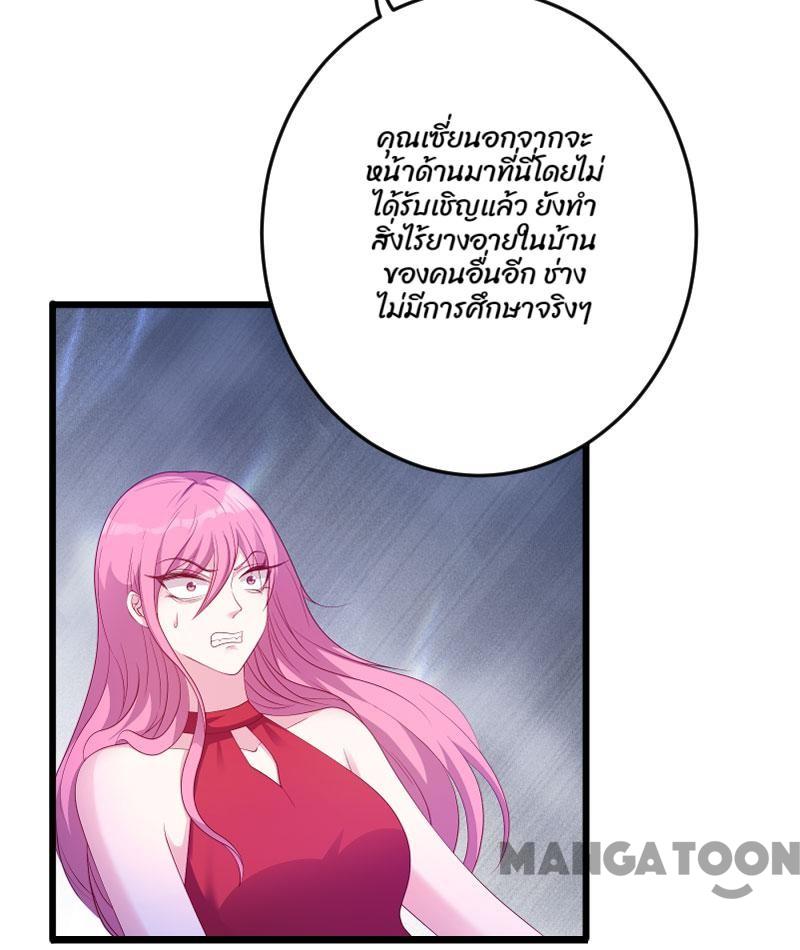 คุณเซี่ยนอกจากจะ
หน้าด้านมาที่นี่โดยไม่
ได้รับเชิญแล้ว ยังทำ
สิ่งไร้ยางอายในบ้าน
ของคนอื่นอีก ช่าง
ไม่มีการศึกษาจริงๆ
MANGATOON